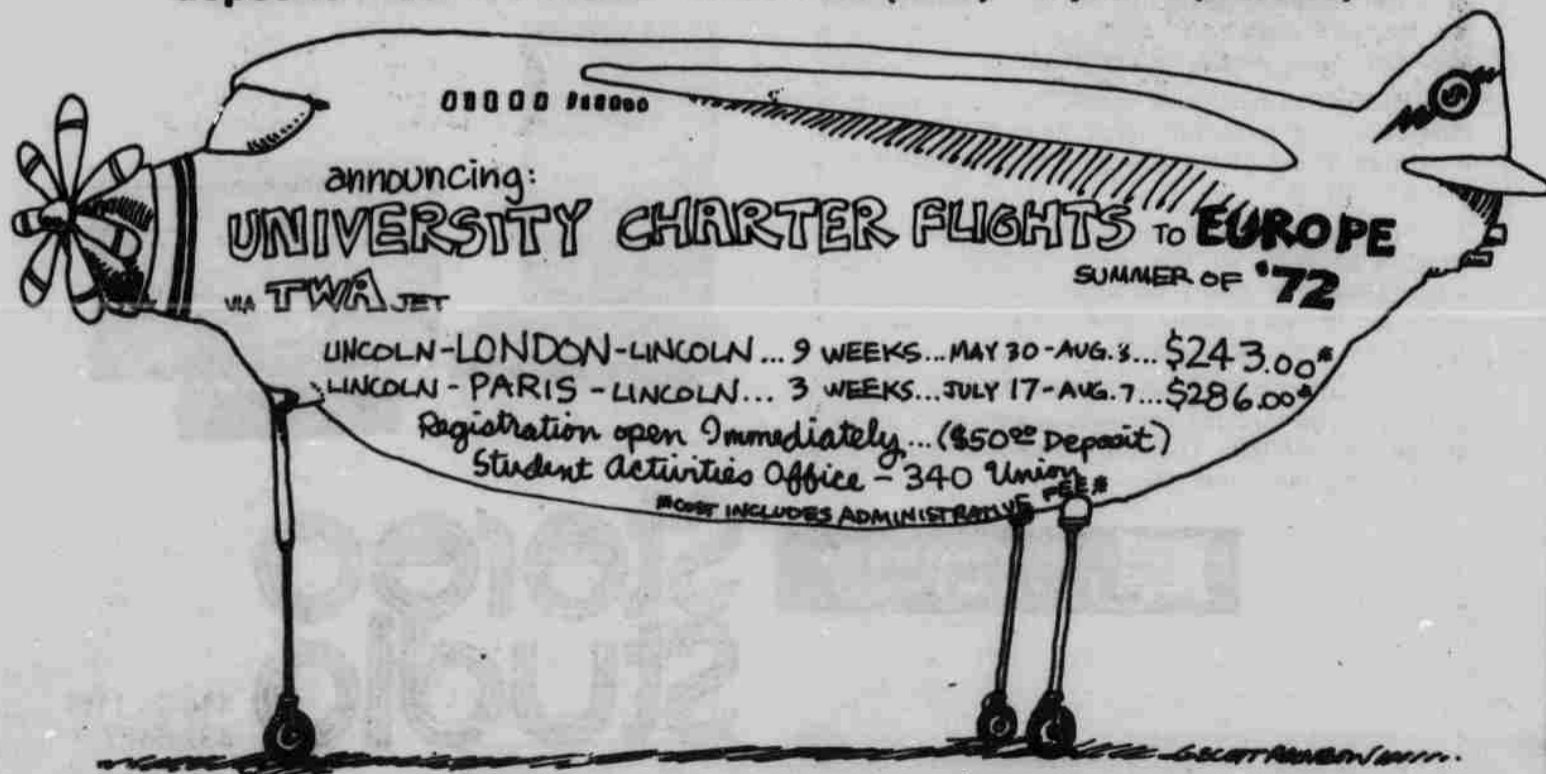 announcing:
UNIVERSITY CHARTER FLIGHTS TO EUROPE
SUMMER OF '72
VIA TWA JET
LINCOLN-LONDON-LINCOLN... 9 WEEKS... MAY 30-AUG. 3... $243.00*
LINCOLN-PARIS-LINCOLN... 3 WEEKS... JULY 17-AUG. 7... $286.00*
Registration open Immediately... ($50.00 Deposit)
Student Activities Office - 340 Union
*COST INCLUDES ADMINISTRATIVE FEE*